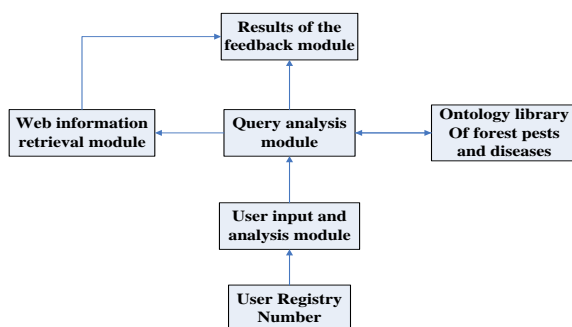 Results of the
feedback module
Web information
retrieval module
Query analysis
module
Ontology library
Of forest pests
and diseases
User input and
analysis module
User Registry
Number